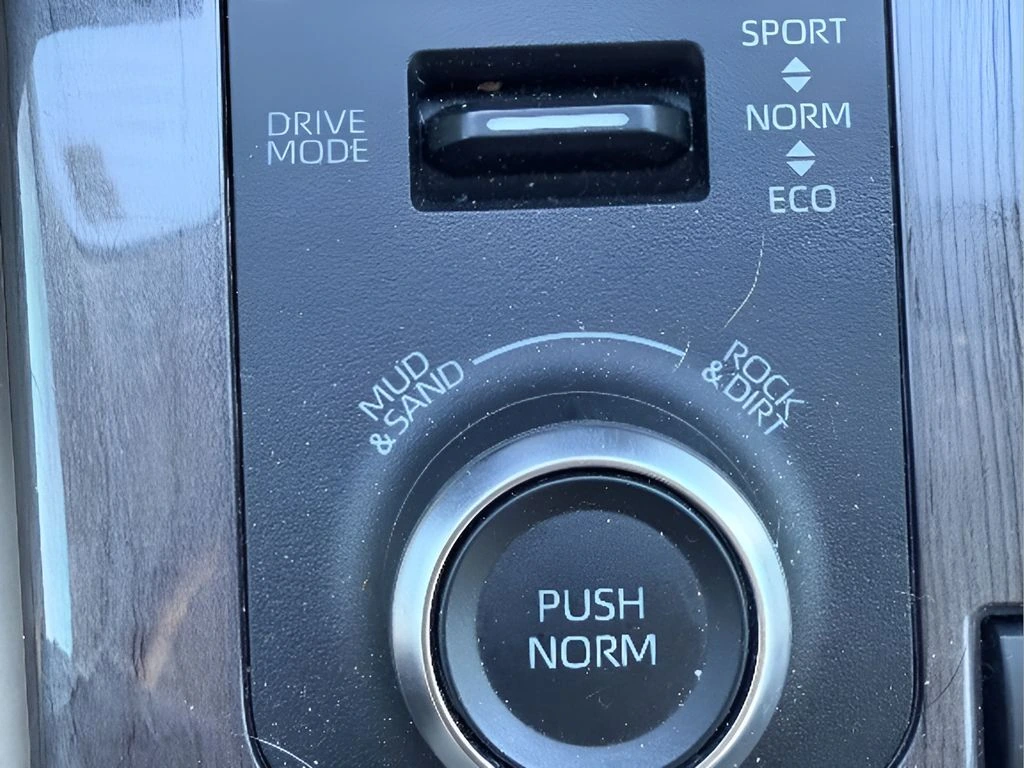 SPORT
NORM
ECO
DRIVE
MODE
MUD
& SAND
ROCK
& DIRT
PUSH
NORM